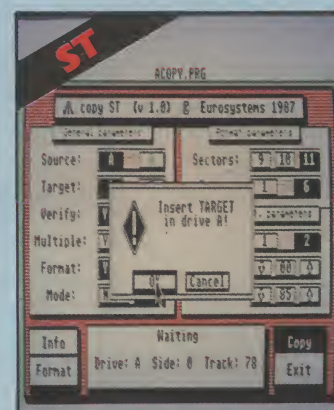 ST
ACOPY.PRG
A copy ST (v 1.0) © Eurosystems 1987
General parameters
Format parameters
Source: A
Sectors: 9 10 11
Target:
1 6
Verify:
parameters
Multiple:
1 2
Format:
80
Mode:
85
Insert TARGET
in drive A!
OK Cancel
Info
Format
Waiting
Drive: A Side: 0 Track: 78
Copy
Exit